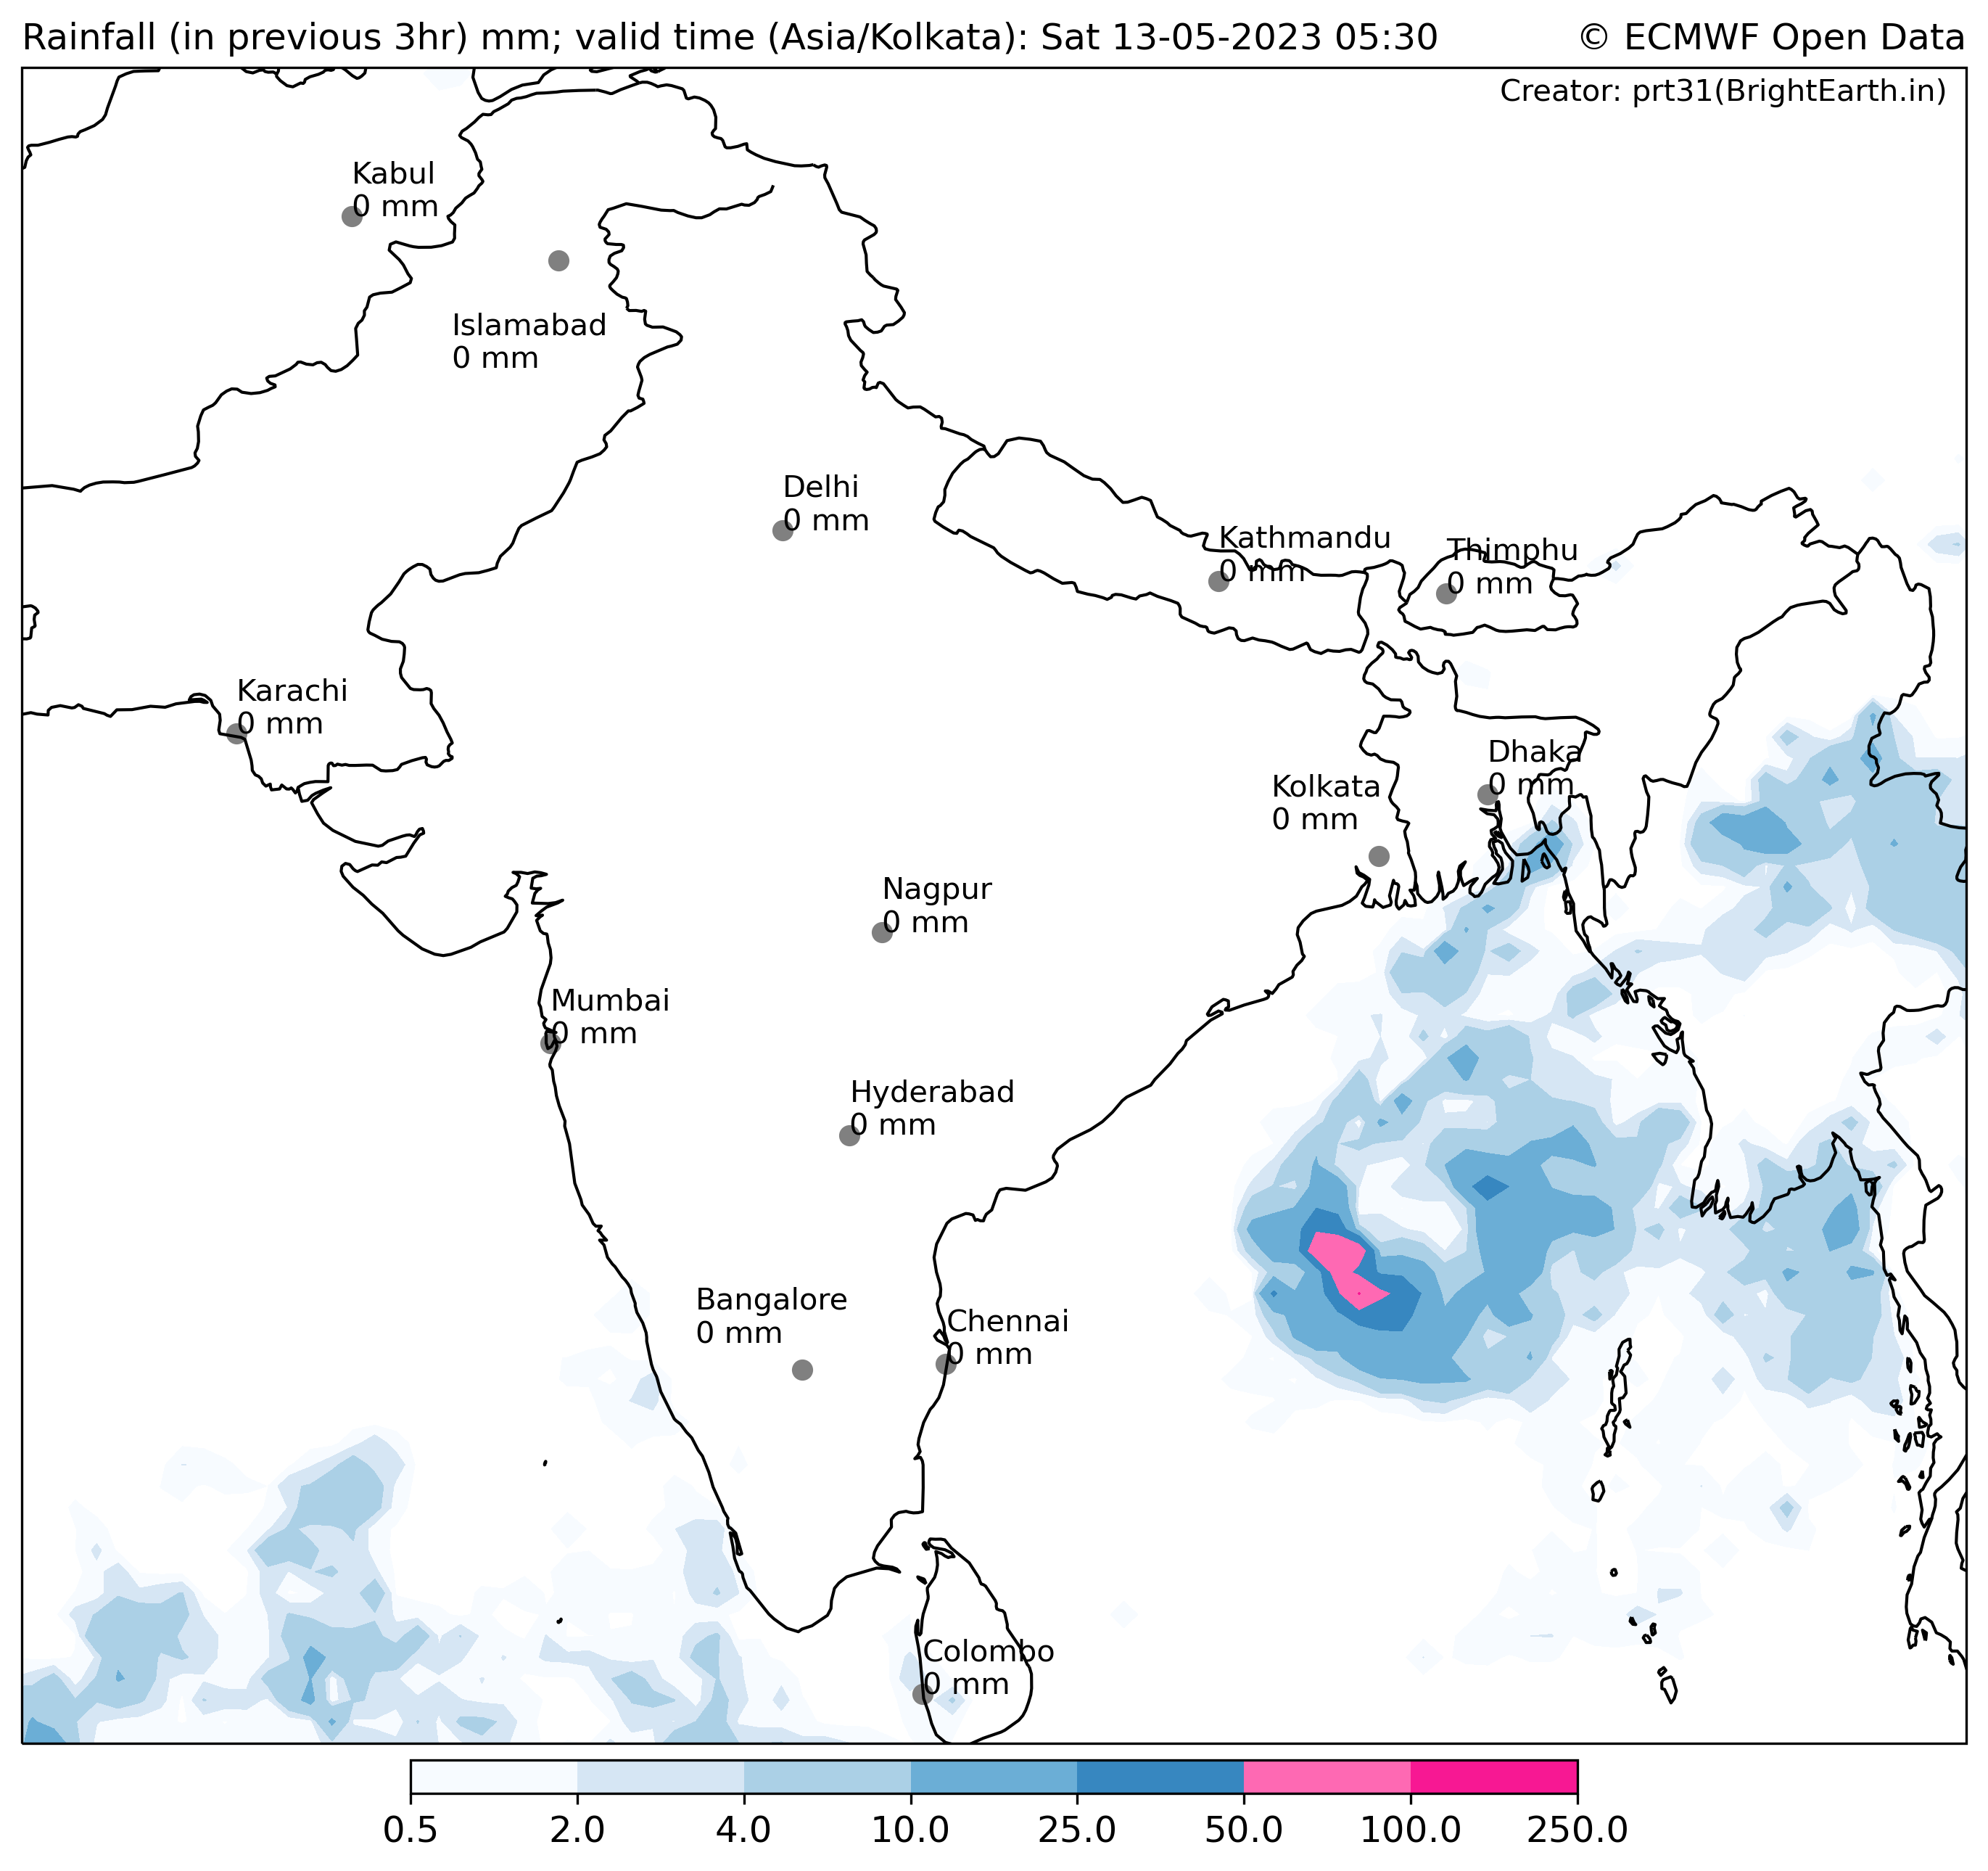 Rainfall (in previous 3hr) mm; valid time (Asia/Kolkata): Sat 13-05-2023 05:30
© ECMWF Open Data
Creator: prt31(BrightEarth.in)
Kabul
0 mm
Islamabad
0 mm
Delhi
0 mm
Kathmandu
0 mm
Thimphu
0 mm
Karachi
0 mm
Dhaka
0 mm
Kolkata
0 mm
Nagpur
0 mm
Mumbai
0 mm
Hyderabad
0 mm
Bangalore
0 mm
Chennai
0 mm
Colombo
0 mm
0.5 2.0 4.0 10.0 25.0 50.0 100.0 250.0